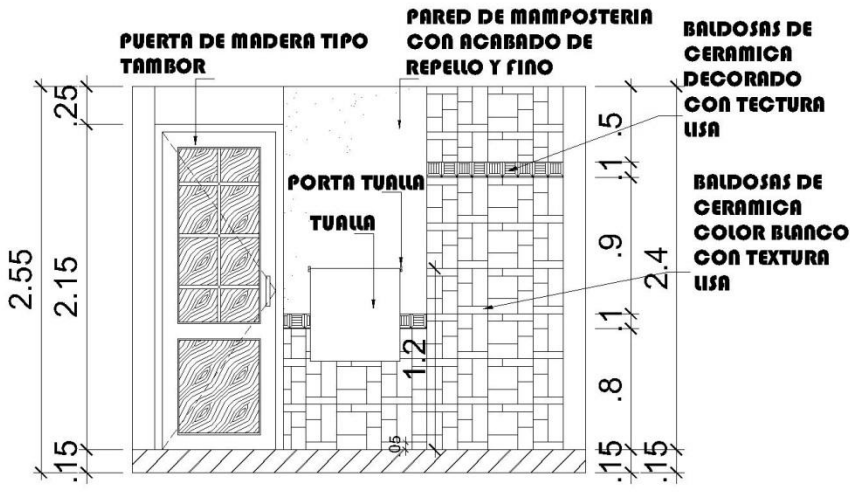 PUERTA DE MADERA TIPO
TAMBOR
PARED DE MAMPOSTERIA
CON ACABADO DE
REPELLO Y FINO
BALDOSAS DE
CERAMICA
DECORADO
CON TECTURA
LISA
PORTA TUALLA
TUALLA
BALDOSAS DE
CERAMICA
COLOR BLANCO
CON TEXTURA
LISA
2.55
.25
2.15
.15
1.2
.05
.5
.1
.9
.1
.8
.15
2.4
.15